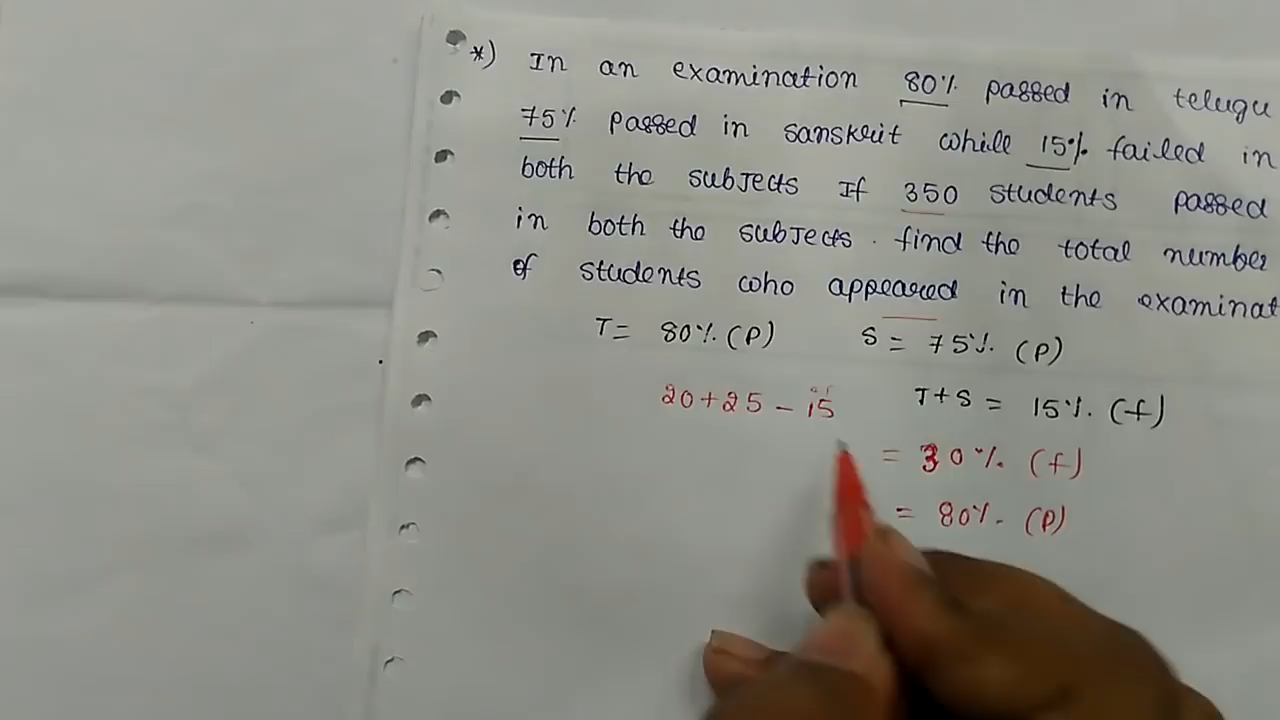 *) In an examination 80% passed in telugu
75% passed in sanskrit while 15% failed in
both the subjects If 350 students passed
in both the subjects. find the total number
of students who appeared in the examinat
T= 80% (P) S= 75%. (P)
20+25-15 T+S= 15%. (f)
= 30%. (f)
= 80%. (P)